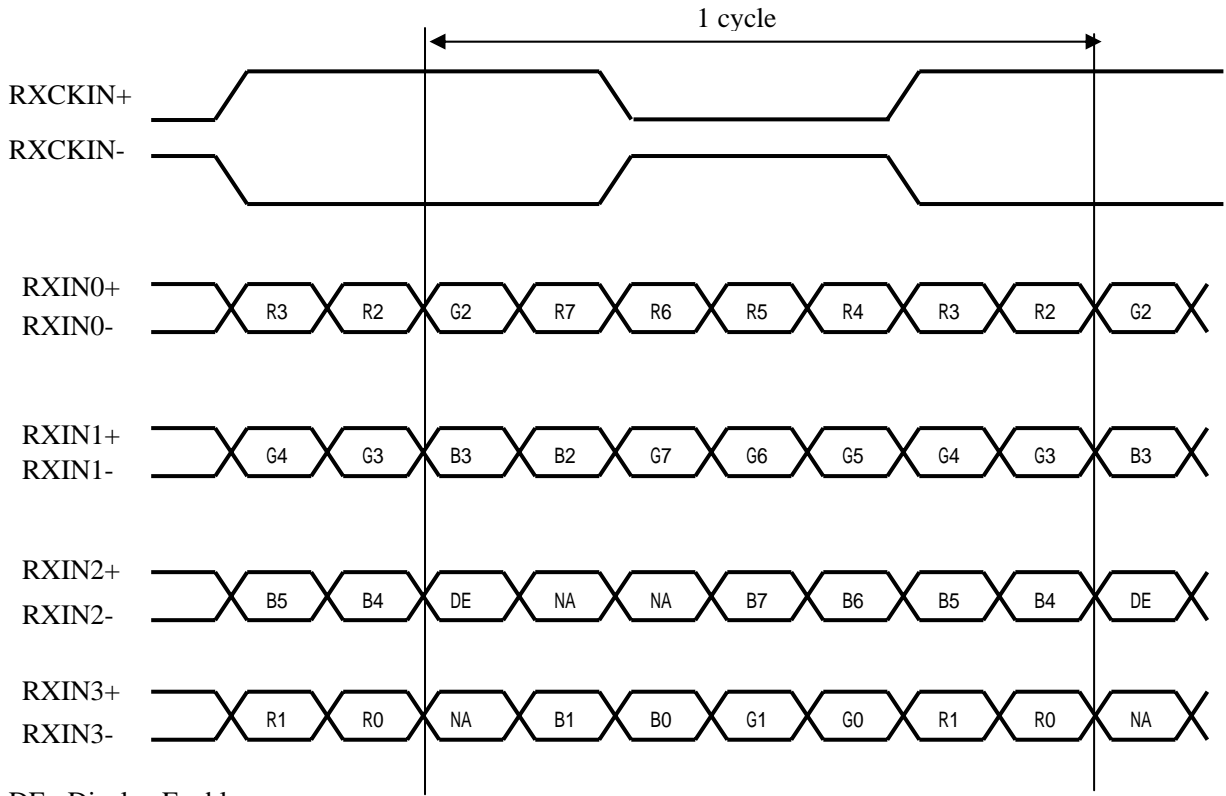 1 cycle
RXCKIN+
RXCKIN-
RXIN0+
RXIN0-
R3 R2 G2 R7 R6 R5 R4 R3 R2 G2
RXIN1+
RXIN1-
G4 G3 B3 B2 G7 G6 G5 G4 G3 B3
RXIN2+
RXIN2-
B5 B4 DE NA NA B7 B6 B5 B4 DE
RXIN3+
RXIN3-
R1 R0 NA B1 B0 G1 G0 R1 R0 NA